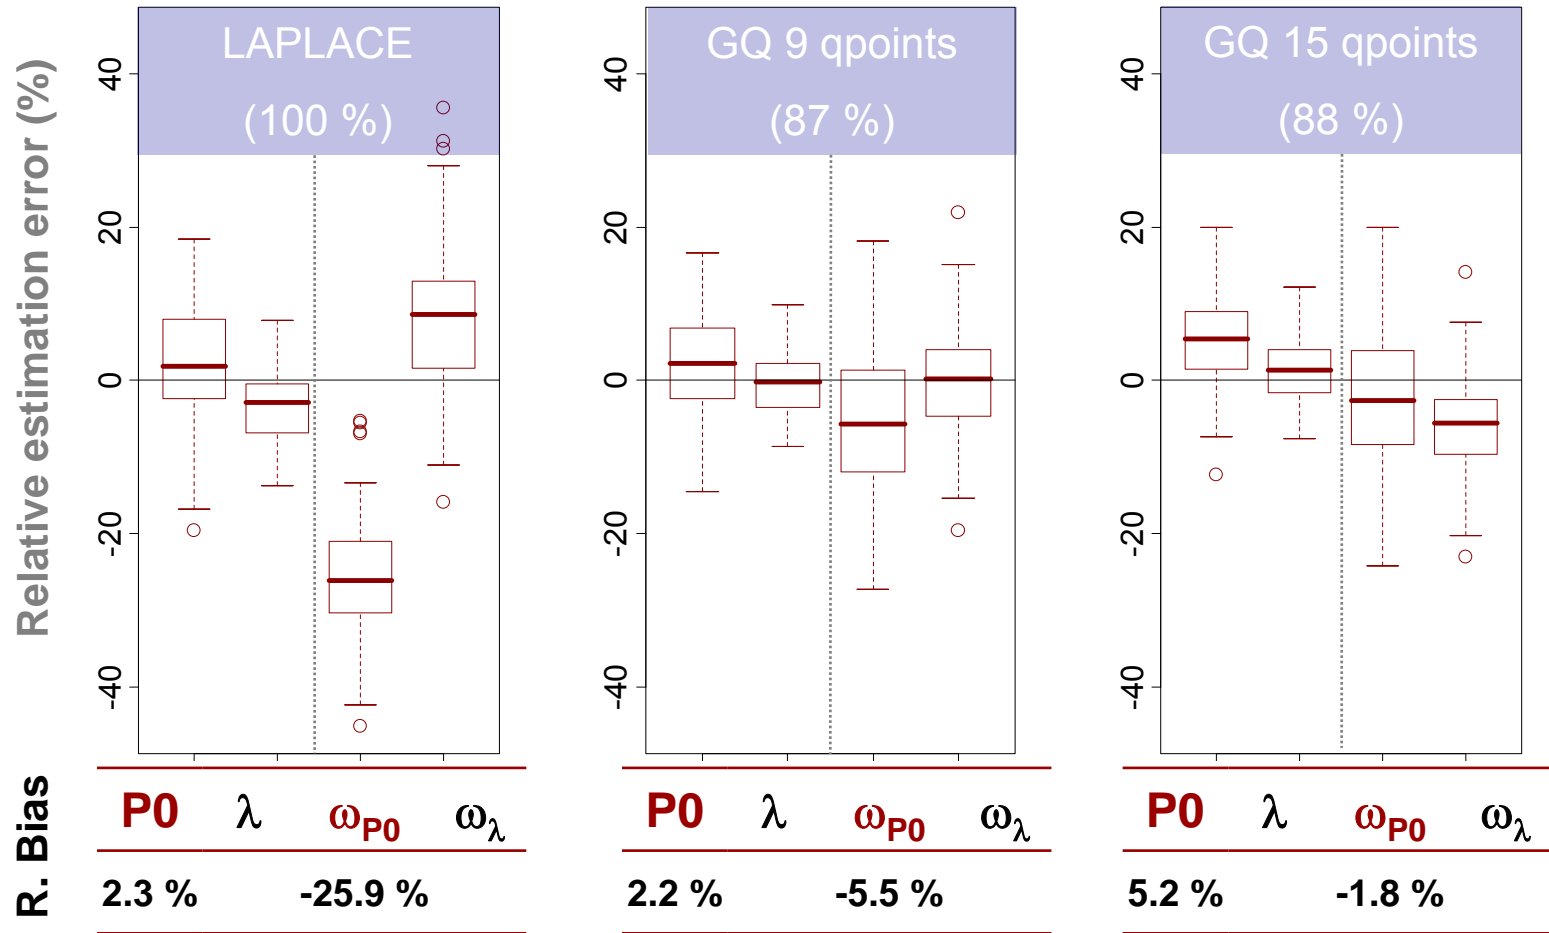 Relative estimation error (%)
LAPLACE
(100 %)
40
20
0
-20
-40
GQ 9 qpoints
(87 %)
40
20
0
-20
-40
GQ 15 qpoints
(88 %)
40
20
0
-20
-40
R. Bias
P0 λ ωP0 ωλ
2.3 % -25.9 %
P0 λ ωP0 ωλ
2.2 % -5.5 %
P0 λ ωP0 ωλ
5.2 % -1.8 %